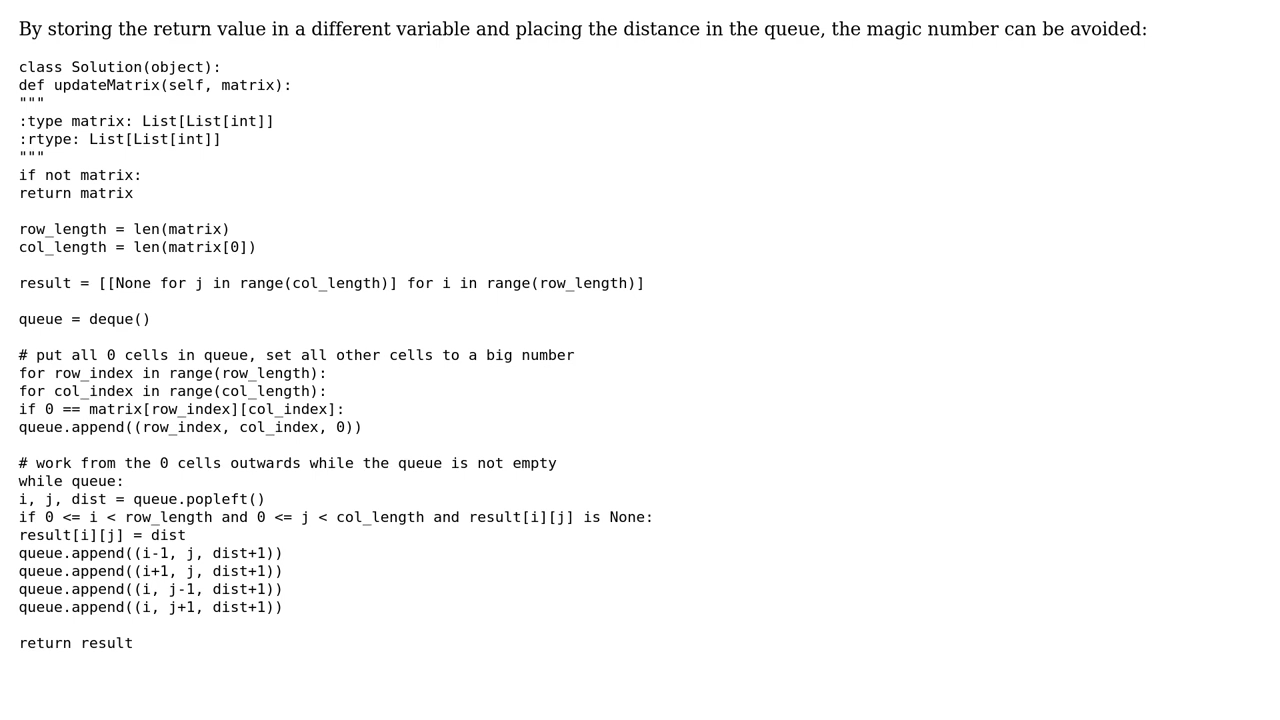 By storing the return value in a different variable and placing the distance in the queue, the magic number can be avoided:
class Solution(object):
def updateMatrix(self, matrix):
"""
:type matrix: List[List[int]]
:rtype: List[List[int]]
"""
if not matrix:
return matrix

row_length = len(matrix)
col_length = len(matrix[0])

result = [[None for j in range(col_length)] for i in range(row_length)]

queue = deque()

# put all 0 cells in queue, set all other cells to a big number
for row_index in range(row_length):
for col_index in range(col_length):
if 0 == matrix[row_index][col_index]:
queue.append((row_index, col_index, 0))

# work from the 0 cells outwards while the queue is not empty
while queue:
i, j, dist = queue.popleft()
if 0 <= i < row_length and 0 <= j < col_length and result[i][j] is None:
result[i][j] = dist
queue.append((i-1, j, dist+1))
queue.append((i+1, j, dist+1))
queue.append((i, j-1, dist+1))
queue.append((i, j+1, dist+1))

return result